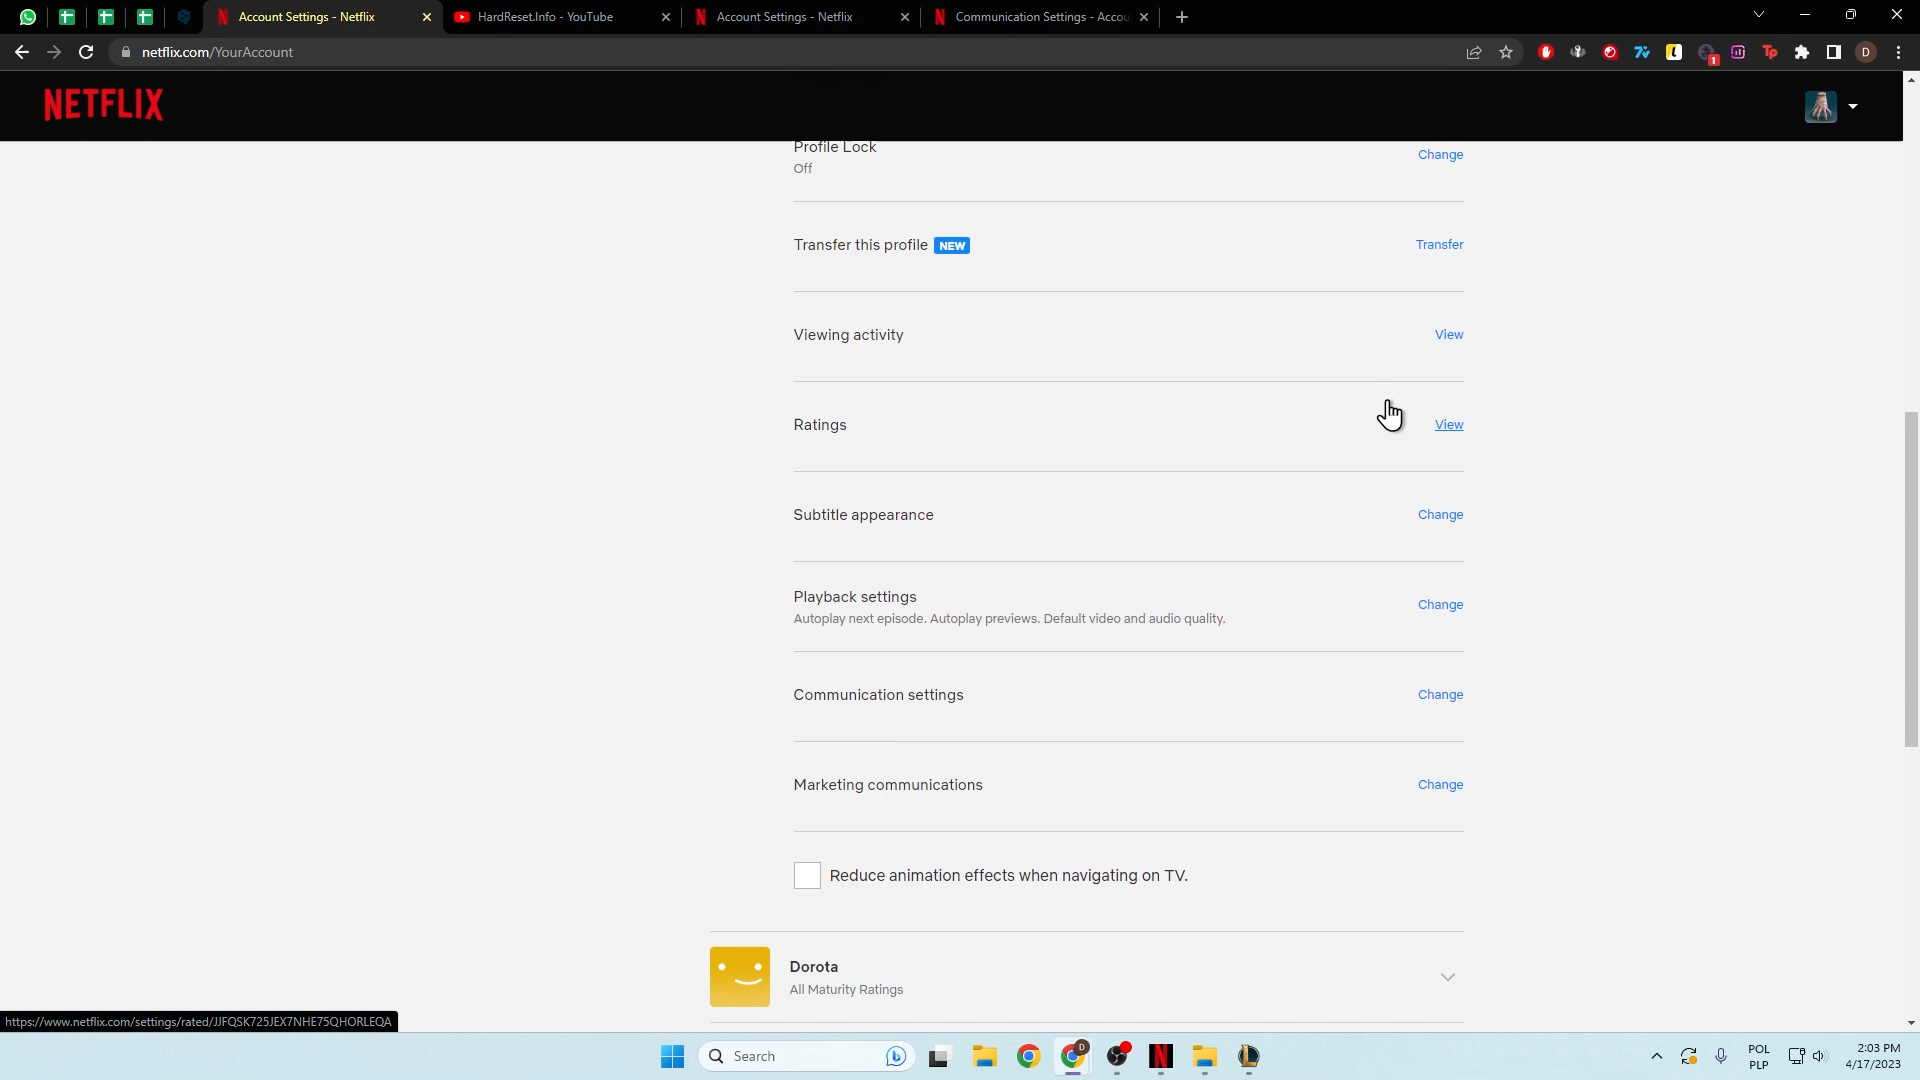 Account Settings - Netflix
HardReset.Info - YouTube
Account Settings - Netflix
Communication Settings - Accou
netflix.com/YourAccount
1
D
NETFLIX
Profile Lock
Change
Off
Transfer this profile NEW
Transfer
Viewing activity
View
Ratings
View
Subtitle appearance
Change
Playback settings
Autoplay next episode. Autoplay previews. Default video and audio quality.
Change
Communication settings
Change
Marketing communications
Change
Reduce animation effects when navigating on TV.
Dorota
All Maturity Ratings
https://www.netflix.com/settings/rated/JJFQSK725JEX7NHE75QHORLEQA
Search
POL
PLP
2:03 PM
4/17/2023